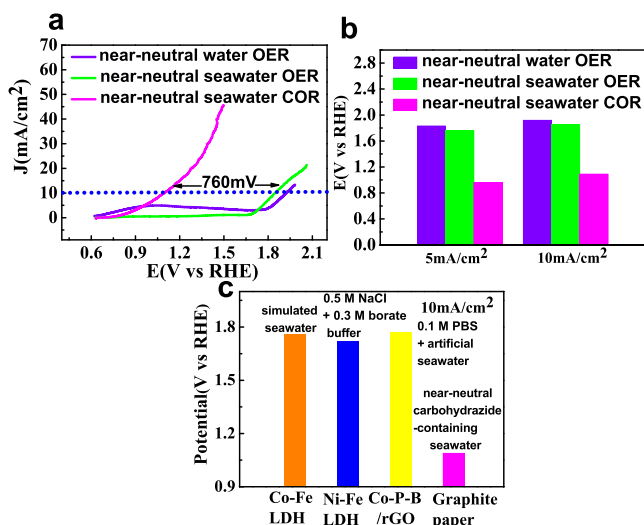 a
J(mA/cm²)
70
60
50
40
30
20
10
0
near-neutral water OER
near-neutral seawater OER
near-neutral seawater COR
760mV
0.6 0.9 1.2 1.5 1.8 2.1
E(V vs RHE)
b
E(V vs RHE)
2.8
2.4
2.0
1.6
1.2
0.8
0.4
0.0
near-neutral water OER
near-neutral seawater OER
near-neutral seawater COR
5mA/cm² 10mA/cm²
c
Potential(V vs RHE)
1.8
1.5
1.2
0.9
simulated
seawater
0.5 M NaCl
+ 0.3 M borate
buffer
10mA/cm²
0.1 M PBS
+ artificial
seawater
near-neutral
carbohydrazide
-containing
seawater
Co-Fe
LDH
Ni-Fe
LDH
Co-P-B
/rGO
Graphite
paper